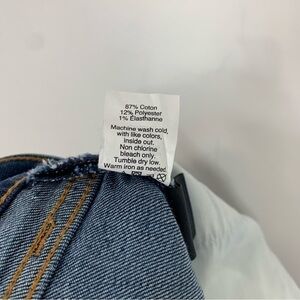 87% Coton
12% Polyester
1% Elasthanne
Machine wash cold,
with like colors,
inside out.
Non chlorine
bleach only.
Tumble dry low.
Warm iron as needed.